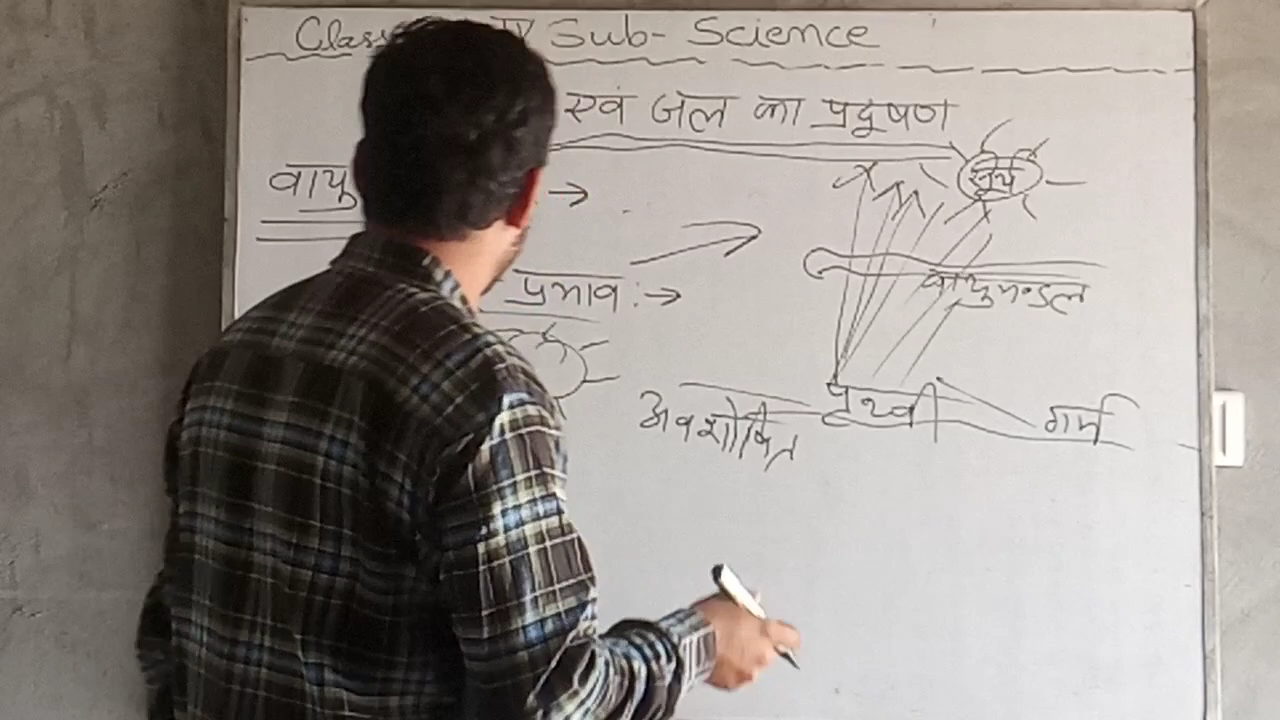 Class Sub- Science
एवं जल का प्रदूषण
वायु →
सूर्य
प्रभाव :→
वायुमण्डल
पृथ्वी
अवशोषित
गर्म